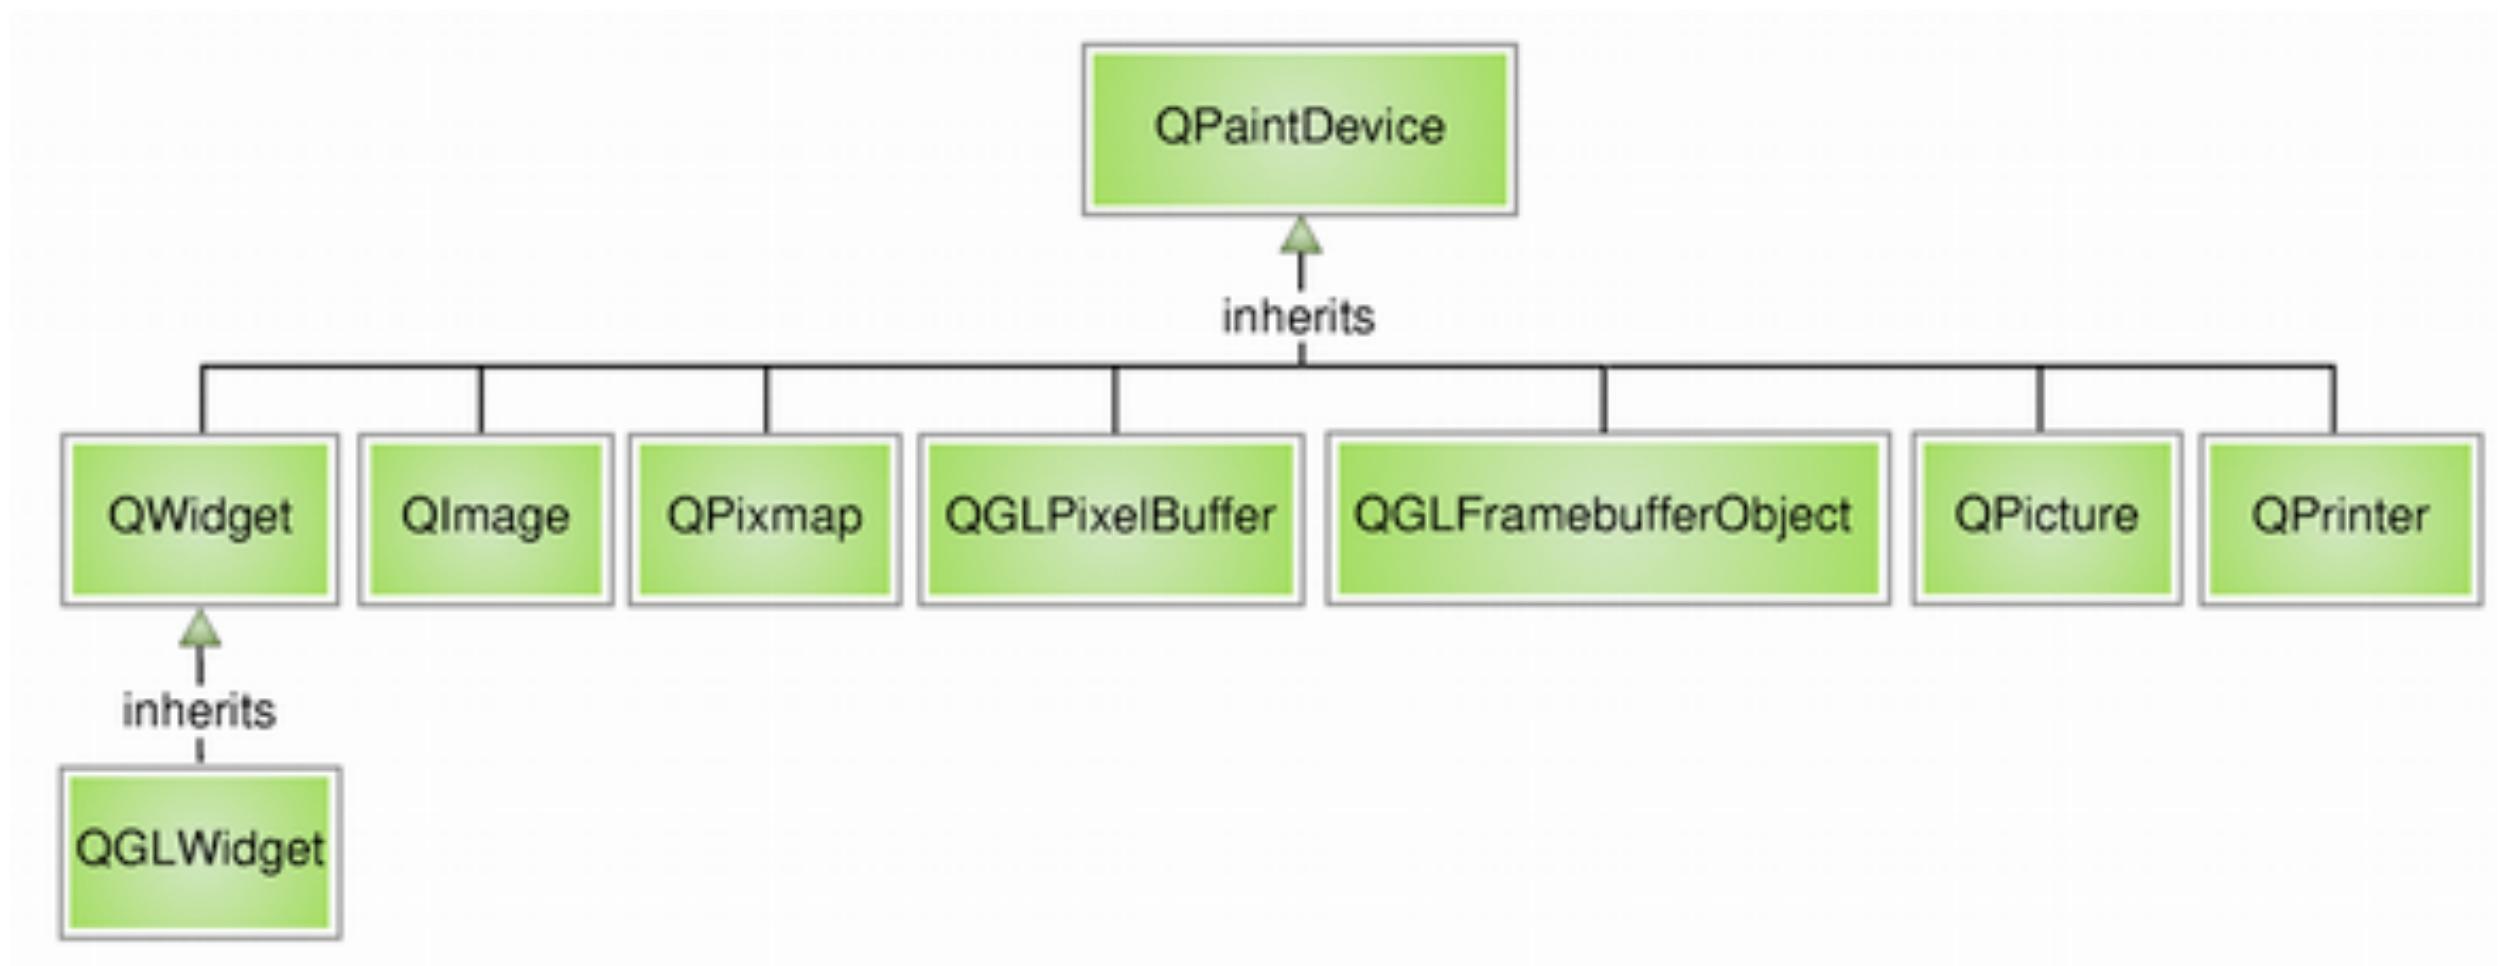 QPaintDevice
inherits
QWidget
QImage
QPixmap
QGLPixelBuffer
QGLFramebufferObject
QPicture
QPrinter
inherits
QGLWidget